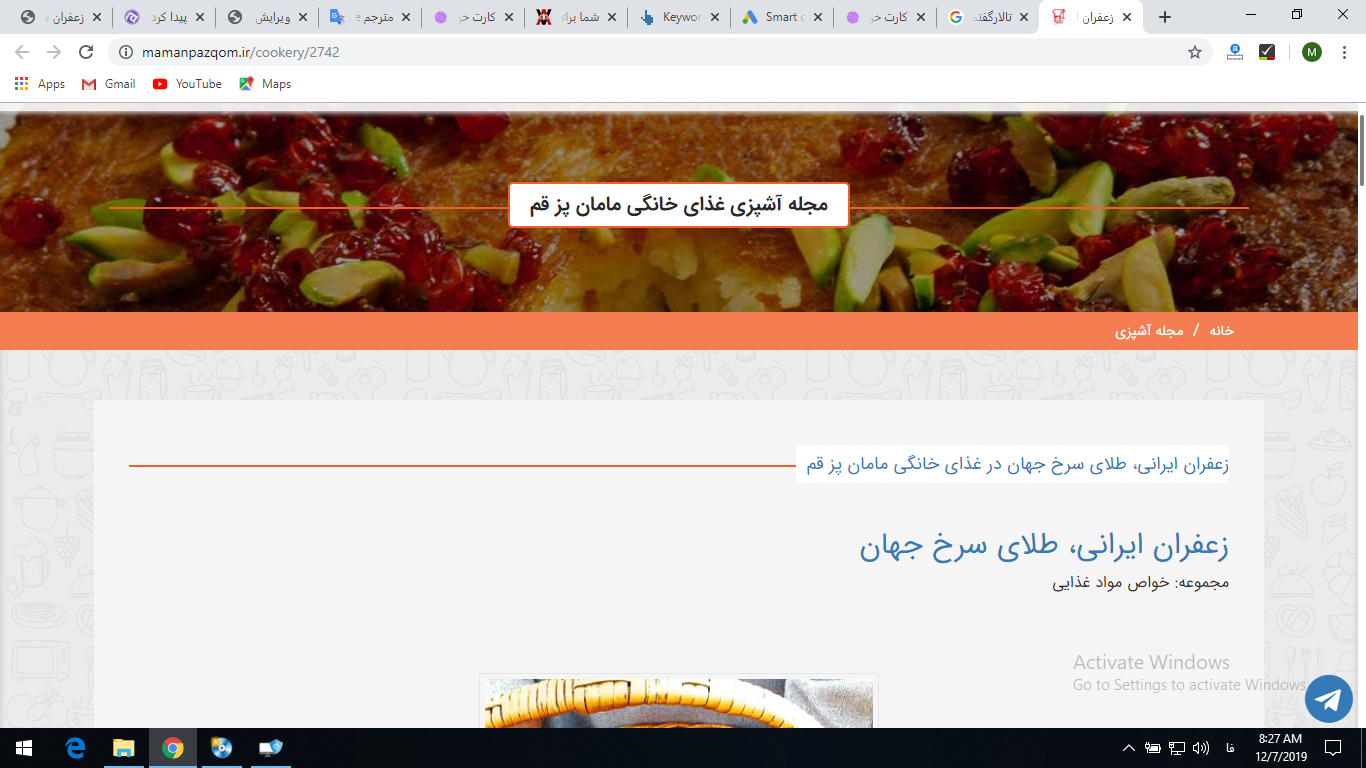 زعفران
پیدا کرد
ویرایش
مترجم
کارت خر
شما برای
Keywor
Smart
کارت خر
تالارگفتم
زعفران
mamanpazqom.ir/cookery/2742
M
Apps Gmail YouTube Maps
مجله آشپزی غذای خانگی مامان پز قم
خانه / مجله آشپزی
زعفران ایرانی، طلای سرخ جهان در غذای خانگی مامان پز قم
زعفران ایرانی، طلای سرخ جهان
مجموعه: خواص مواد غذایی
Activate Windows
Go to Settings to activate Windows.
فا
8:27 AM
12/7/2019